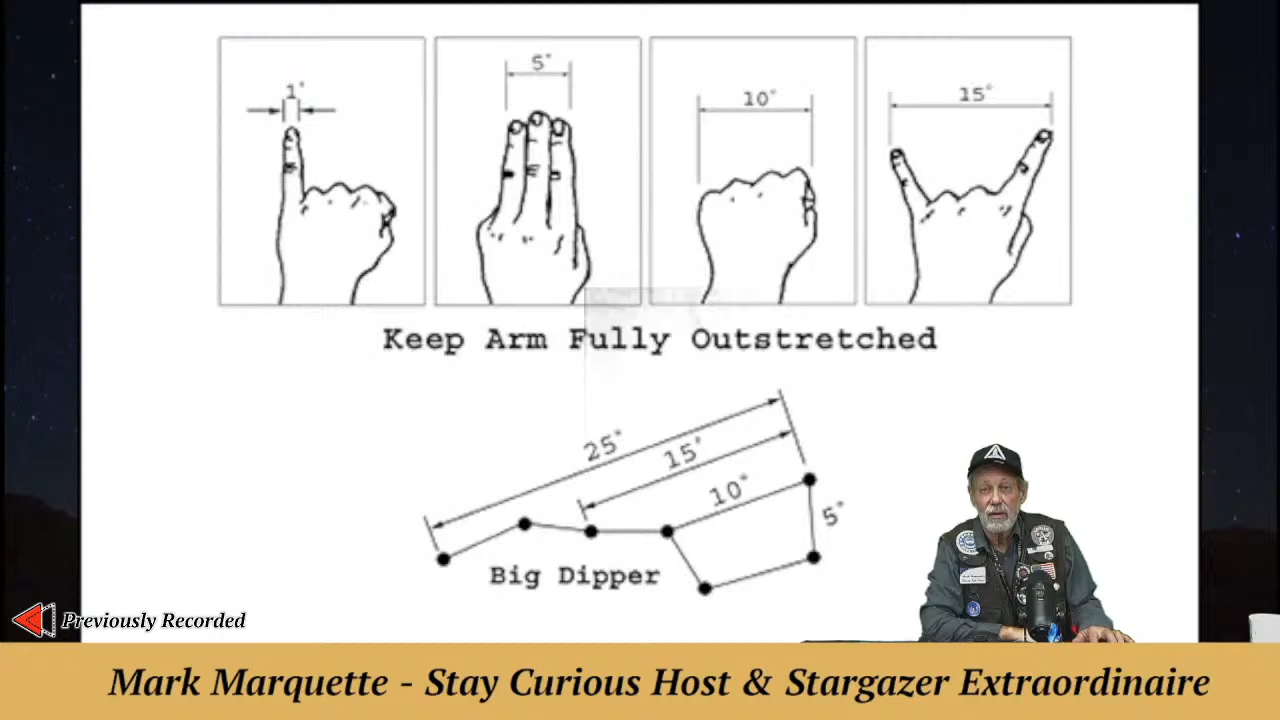 1°
5°
10°
15°
Keep Arm Fully Outstretched
25°
15°
10°
5°
Big Dipper
Previously Recorded
Mark Marquette - Stay Curious Host & Stargazer Extraordinaire